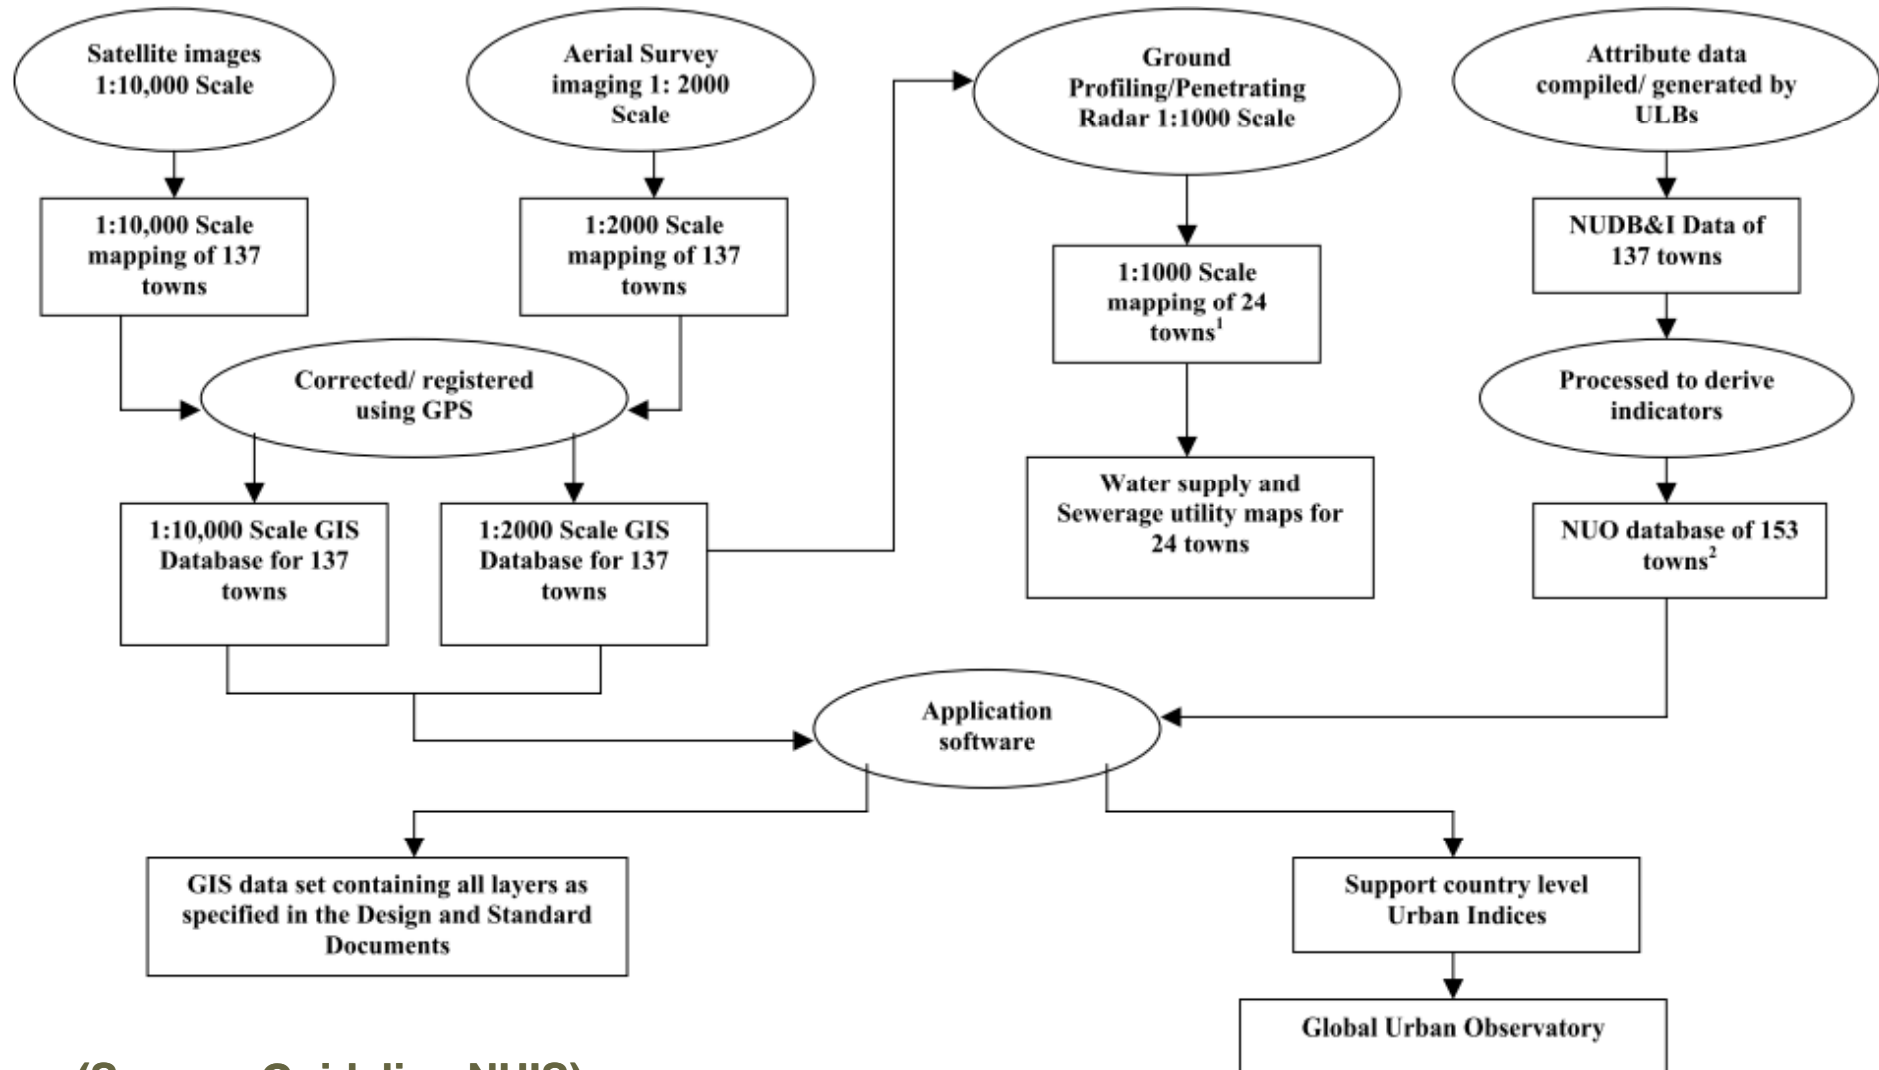 Satellite images
1:10,000 Scale
Aerial Survey
imaging 1: 2000
Scale
Ground
Profiling/Penetrating
Radar 1:1000 Scale
Attribute data
compiled/ generated by
ULBs
1:10,000 Scale
mapping of 137
towns
1:2000 Scale
mapping of 137
towns
1:1000 Scale
mapping of 24
towns¹
NUDB&I Data of
137 towns
Corrected/ registered
using GPS
Processed to derive
indicators
1:10,000 Scale GIS
Database for 137
towns
1:2000 Scale GIS
Database for 137
towns
Water supply and
Sewerage utility maps for
24 towns
NUO database of 153
towns²
Application
software
GIS data set containing all layers as
specified in the Design and Standard
Documents
Support country level
Urban Indices
Global Urban Observatory